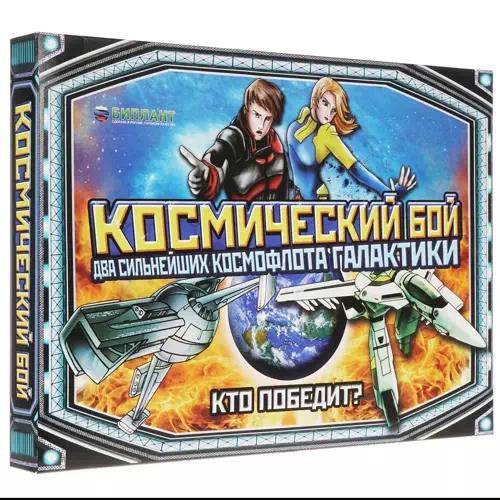 КОСМИЧЕСКИЙ БОЙ
БИПЛАНТ
КОСМИЧЕСКИЙ БОЙ
ДВА СИЛЬНЕЙШИХ КОСМОФЛОТА ГАЛАКТИКИ
КТО ПОБЕДИТ?